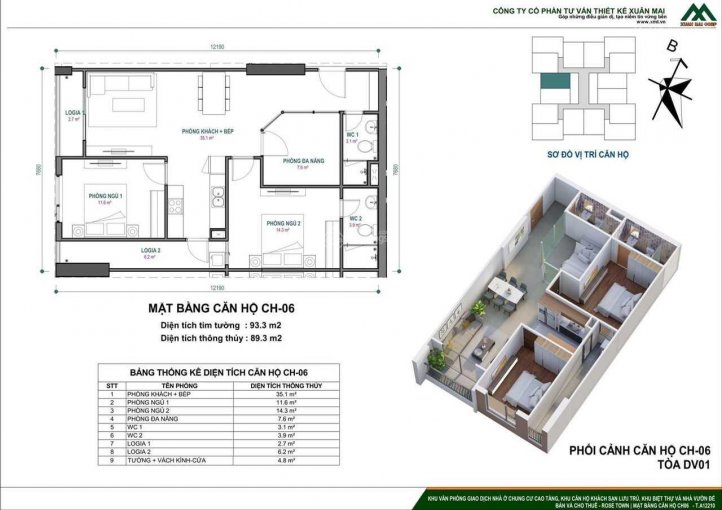 CÔNG TY CỔ PHẦN TƯ VẤN THIẾT KẾ XUÂN MAI
Góp những điều giản dị, tạo niềm tin vững bền
www.xmd.vn
XUAN MAI CORP
12190
7680
LOGIA 1
2.7 m²
PHÒNG KHÁCH + BẾP
35.1 m²
PHÒNG ĐA NĂNG
7.6 m²
WC 1
3.1 m²
PHÒNG NGỦ 1
11.6 m²
PHÒNG NGỦ 2
14.3 m²
WC 2
3.9 m²
LOGIA 2
6.2 m²
7680
12190
B
SƠ ĐỒ VỊ TRÍ CĂN HỘ
MẶT BẰNG CĂN HỘ CH-06
Diện tích tim tường : 93.3 m2
Diện tích thông thủy : 89.3 m2
BẢNG THỐNG KÊ DIỆN TÍCH CĂN HỘ CH-06
STT TÊN PHÒNG DIỆN TÍCH THÔNG THỦY
1 PHÒNG KHÁCH + BẾP 35.1 m²
2 PHÒNG NGỦ 1 11.6 m²
3 PHÒNG NGỦ 2 14.3 m²
4 PHÒNG ĐA NĂNG 7.6 m²
5 WC 1 3.1 m²
6 WC 2 3.9 m²
7 LOGIA 1 2.7 m²
8 LOGIA 2 6.2 m²
9 TƯỜNG + VÁCH KÍNH-CỬA 4.8 m²
PHỐI CẢNH CĂN HỘ CH-06
TÒA DV01
KHU VĂN PHÒNG GIAO DỊCH NHÀ Ở CHUNG CƯ CAO TẦNG, KHU CĂN HỘ KHÁCH SẠN LƯU TRÚ, KHU BIỆT THỰ VÀ NHÀ VƯỜN ĐỂ
BÁN VÀ CHO THUÊ - ROSE TOWN | MẶT BẰNG CĂN HỘ CH06 - T.A12210